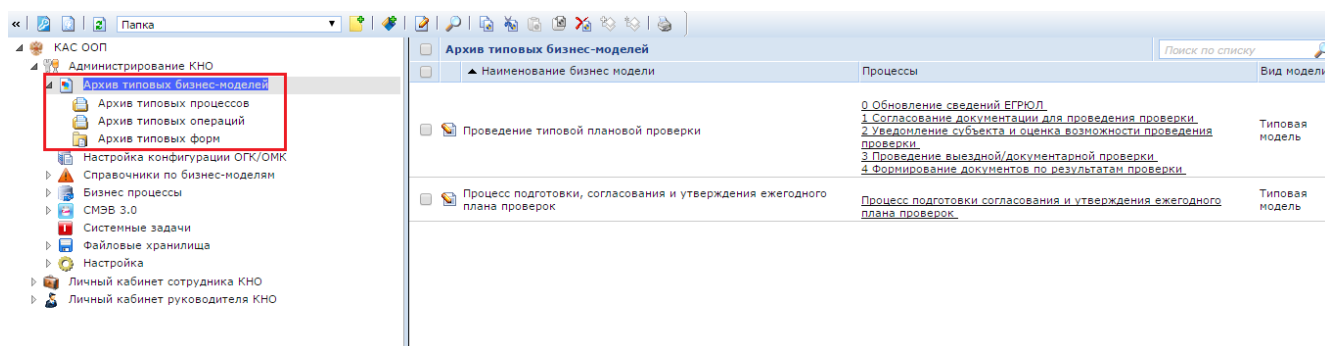 Папка
КАС ООП
Администрирование КНО
Архив типовых бизнес-моделей
Архив типовых процессов
Архив типовых операций
Архив типовых форм
Настройка конфигурации ОГК/ОМК
Справочники по бизнес-моделям
Бизнес процессы
СМЭВ 3.0
Системные задачи
Файловые хранилища
Настройка
Личный кабинет сотрудника КНО
Личный кабинет руководителя КНО
Архив типовых бизнес-моделей
Поиск по списку
Наименование бизнес модели
Процессы
Вид модели
Проведение типовой плановой проверки
0 Обновление сведений ЕГРЮЛ
1 Согласование документации для проведения проверки
2 Уведомление субъекта и оценка возможности проведения
проверки
3 Проведение выездной/документарной проверки
4 Формирование документов по результатам проверки
Типовая
модель
Процесс подготовки, согласования и утверждения ежегодного
плана проверок
Процесс подготовки согласования и утверждения ежегодного
плана проверок
Типовая
модель